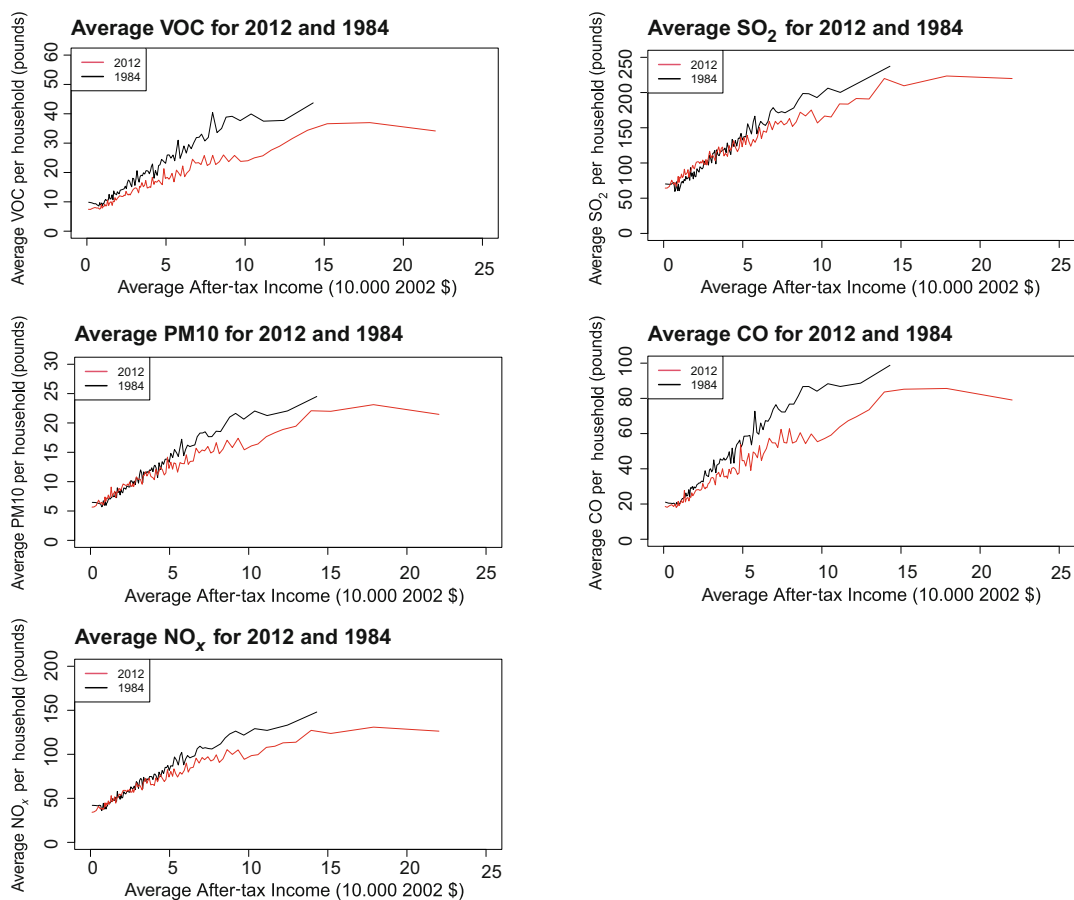 Average VOC for 2012 and 1984
Average VOC per household (pounds)
60
50
40
30
20
10
0
2012
1984
0 5 10 15 20 25
Average After-tax Income (10.000 2002 $)
Average SO₂ for 2012 and 1984
Average SO₂ per household (pounds)
250
200
150
100
50
0
2012
1984
0 5 10 15 20 25
Average After-tax Income (10.000 2002 $)
Average PM10 for 2012 and 1984
Average PM10 per household (pounds)
30
25
20
15
10
5
0
2012
1984
0 5 10 15 20 25
Average After-tax Income (10.000 2002 $)
Average CO for 2012 and 1984
Average CO per household (pounds)
100
80
60
40
20
0
2012
1984
0 5 10 15 20 25
Average After-tax Income (10.000 2002 $)
Average NOₓ for 2012 and 1984
Average NOₓ per household (pounds)
200
150
100
50
0
2012
1984
0 5 10 15 20 25
Average After-tax Income (10.000 2002 $)